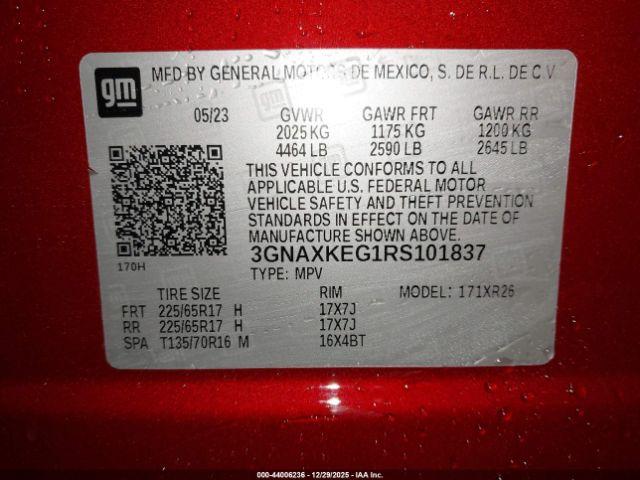 gm
MFD BY GENERAL MOTORS DE MEXICO, S. DE R.L. DE C.V
05/23 GVWR GAWR FRT GAWR RR
2025 KG 1175 KG 1200 KG
4464 LB 2590 LB 2645 LB
THIS VEHICLE CONFORMS TO ALL
APPLICABLE U.S. FEDERAL MOTOR
VEHICLE SAFETY AND THEFT PREVENTION
STANDARDS IN EFFECT ON THE DATE OF
MANUFACTURE SHOWN ABOVE.
170H
3GNAXKEG1RS101837
TYPE: MPV
TIRE SIZE RIM MODEL: 171XR26
FRT 225/65R17 H 17X7J
RR 225/65R17 H 17X7J
SPA T135/70R16 M 16X4BT
000-44006236 - 12/29/2025 - IAA Inc.